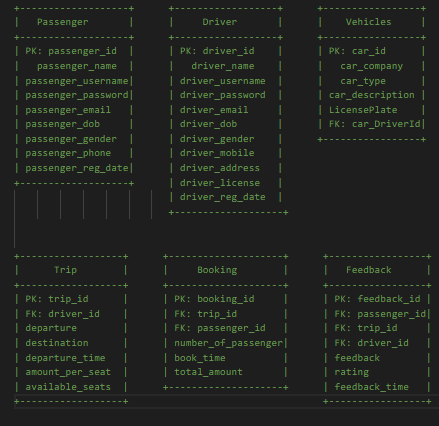 Passenger
PK: passenger_id
passenger_name
passenger_username
passenger_password
passenger_email
passenger_dob
passenger_gender
passenger_phone
passenger_reg_date
Driver
PK: driver_id
driver_name
driver_username
driver_password
driver_email
driver_dob
driver_gender
driver_mobile
driver_address
driver_license
driver_reg_date
Vehicles
PK: car_id
car_company
car_type
car_description
LicensePlate
FK: car_DriverId
Trip
PK: trip_id
FK: driver_id
departure
destination
departure_time
amount_per_seat
available_seats
Booking
PK: booking_id
FK: trip_id
FK: passenger_id
number_of_passenger
book_time
total_amount
Feedback
PK: feedback_id
FK: passenger_id
FK: trip_id
FK: driver_id
feedback
rating
feedback_time